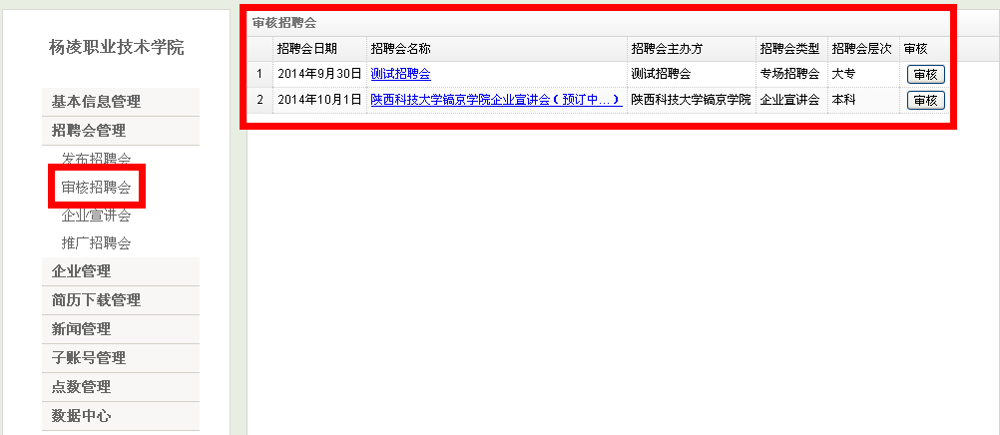 杨凌职业技术学院
基本信息管理
招聘会管理
发布招聘会
审核招聘会
企业宣讲会
推广招聘会
企业管理
简历下载管理
新闻管理
子账号管理
点数管理
数据中心
审核招聘会
招聘会日期 招聘会名称 招聘会主办方 招聘会类型 招聘会层次 审核
1 2014年9月30日 测试招聘会 测试招聘会 专场招聘会 大专 审核
2 2014年10月1日 陕西科技大学镐京学院企业宣讲会（预订中...） 陕西科技大学镐京学院 企业宣讲会 本科 审核